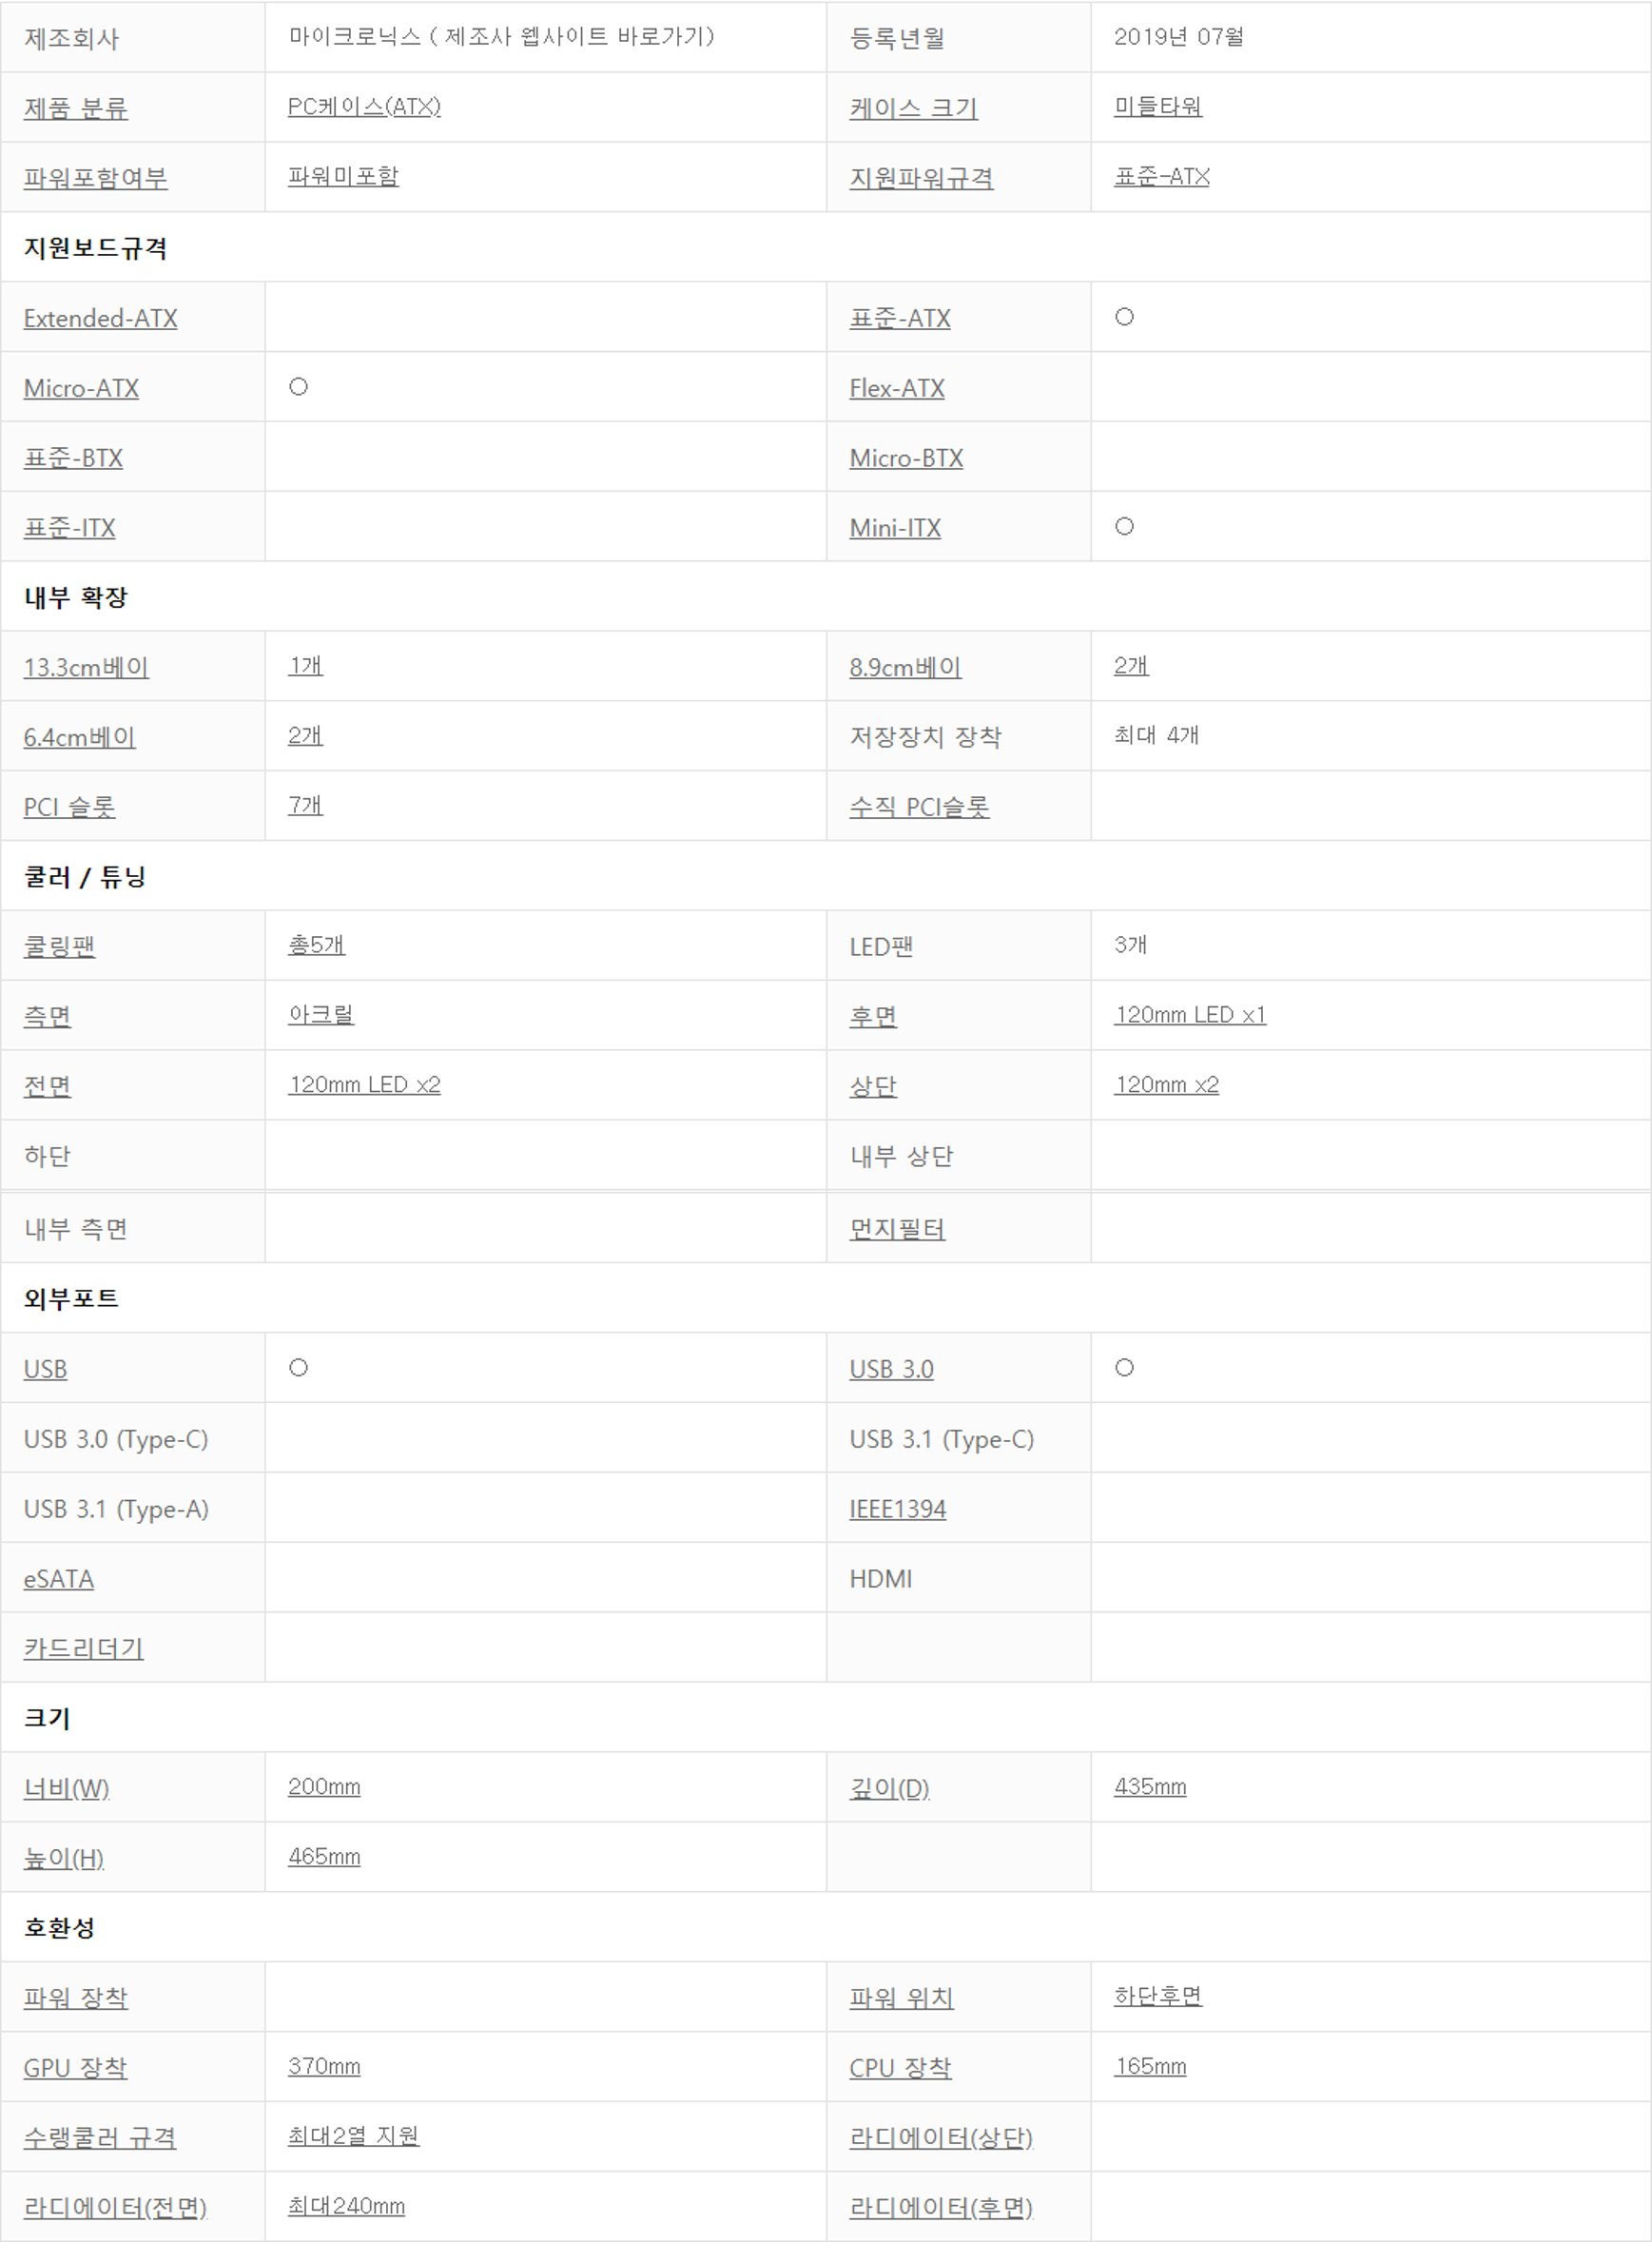 제조회사 마이크로닉스 ( 제조사 웹사이트 바로가기) 등록년월 2019년 07월
제품 분류 PC케이스(ATX) 케이스 크기 미들타워
파워포함여부 파워미포함 지원파워규격 표준-ATX
지원보드규격
Extended-ATX 표준-ATX ○
Micro-ATX ○ Flex-ATX
표준-BTX Micro-BTX
표준-ITX Mini-ITX ○
내부 확장
13.3cm베이 1개 8.9cm베이 2개
6.4cm베이 2개 저장장치 장착 최대 4개
PCI 슬롯 7개 수직 PCI슬롯
쿨러 / 튜닝
쿨링팬 총5개 LED팬 3개
측면 아크릴 후면 120mm LED x1
전면 120mm LED x2 상단 120mm x2
하단 내부 상단
내부 측면 먼지필터
외부포트
USB ○ USB 3.0 ○
USB 3.0 (Type-C) USB 3.1 (Type-C)
USB 3.1 (Type-A) IEEE1394
eSATA HDMI
카드리더기
크기
너비(W) 200mm 깊이(D) 435mm
높이(H) 465mm
호환성
파워 장착 파워 위치 하단후면
GPU 장착 370mm CPU 장착 165mm
수랭쿨러 규격 최대2열 지원 라디에이터(상단)
라디에이터(전면) 최대240mm 라디에이터(후면)